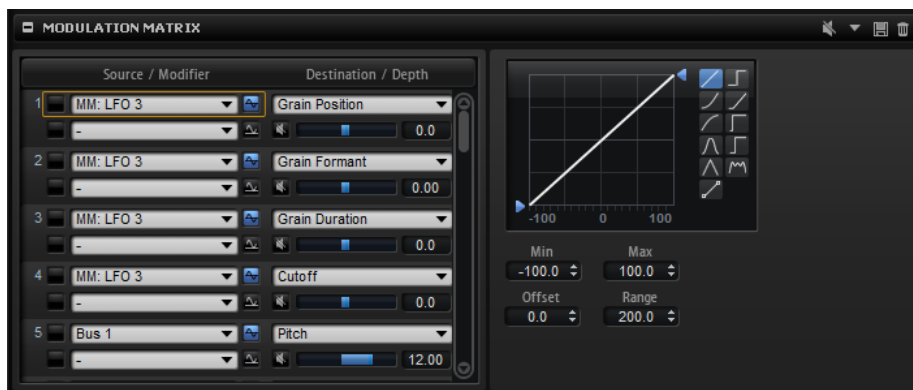 MODULATION MATRIX
Source / Modifier Destination / Depth
1 MM: LFO 3 Grain Position
- 0.0
2 MM: LFO 3 Grain Formant
- 0.00
3 MM: LFO 3 Grain Duration
- 0.0
4 MM: LFO 3 Cutoff
- 0.0
5 Bus 1 Pitch
- 12.00
-100 0 100
Min Max
-100.0 100.0
Offset Range
0.0 200.0